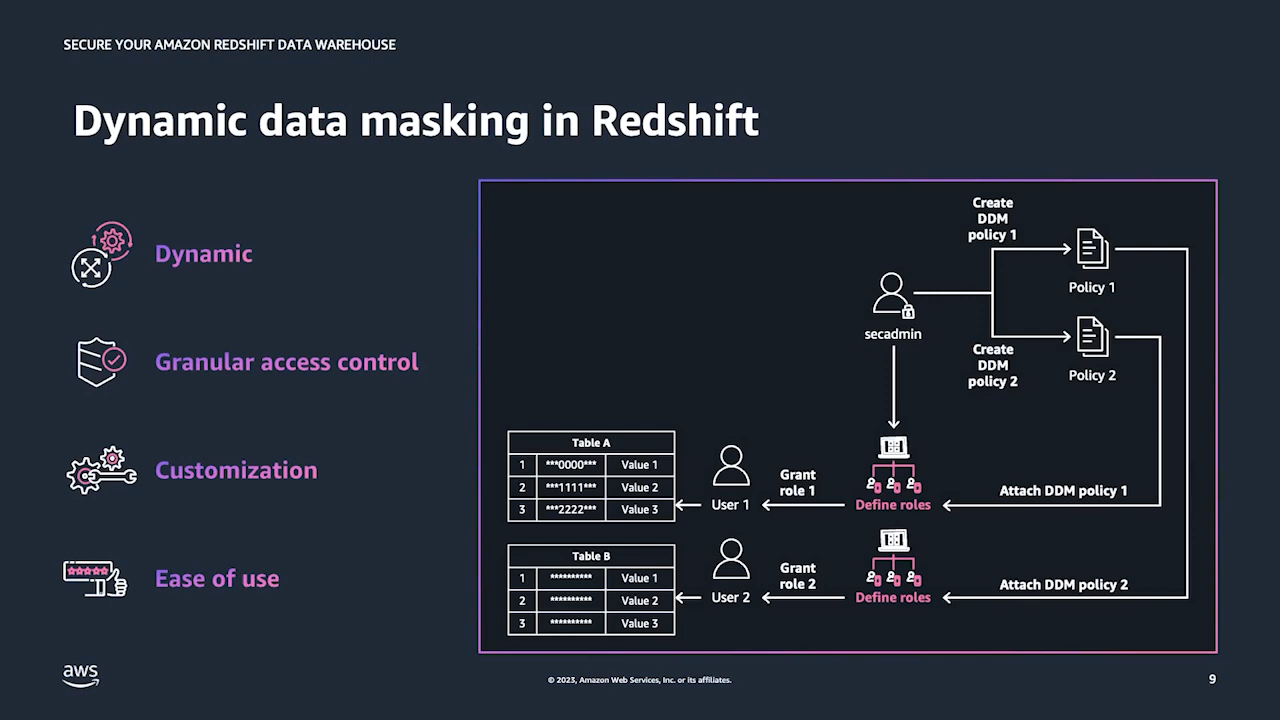 SECURE YOUR AMAZON REDSHIFT DATA WAREHOUSE
Dynamic data masking in Redshift
Dynamic
Granular access control
Customization
Ease of use
Create
DDM
policy 1
Policy 1
secadmin
Create
DDM
policy 2
Policy 2
Table A
1 ***0000*** Value 1
2 ***1111*** Value 2
3 ***2222*** Value 3
User 1
Grant
role 1
Define roles
Attach DDM policy 1
Table B
1 ********** Value 1
2 ********** Value 2
3 ********** Value 3
User 2
Grant
role 2
Define roles
Attach DDM policy 2
aws
© 2023, Amazon Web Services, Inc. or its affiliates.
9